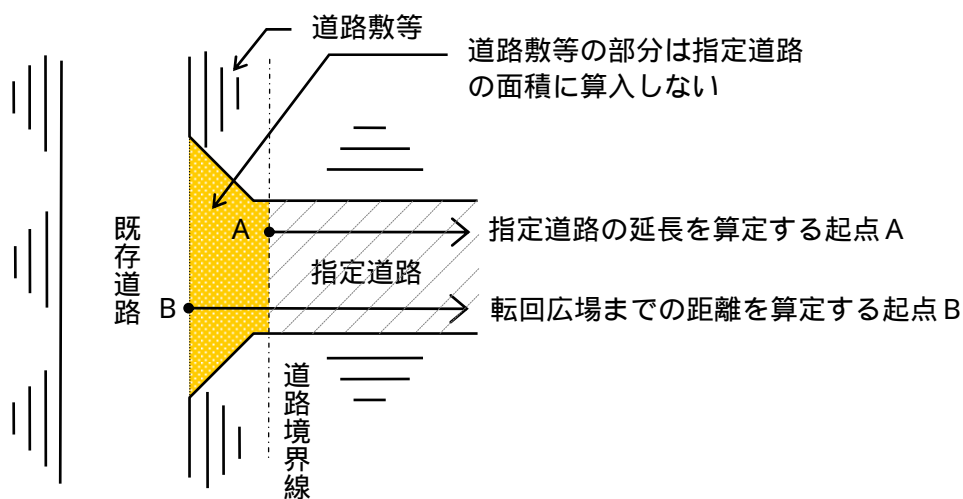 道路敷等
道路敷等の部分は指定道路
の面積に算入しない
既存道路
A
指定道路の延長を算定する起点A
指定道路
B
転回広場までの距離を算定する起点B
道路境界線